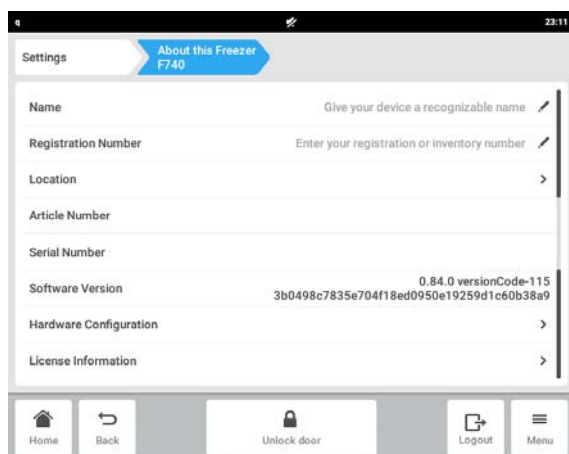 q
23:11
Settings
About this Freezer
F740
Name
Give your device a recognizable name
Registration Number
Enter your registration or inventory number
Location
Article Number
Serial Number
Software Version
0.84.0 versionCode-115
3b0498c7835e704f18ed0950e19259d1c60b38a9
Hardware Configuration
License Information
Home
Back
Unlock door
Logout
Menu